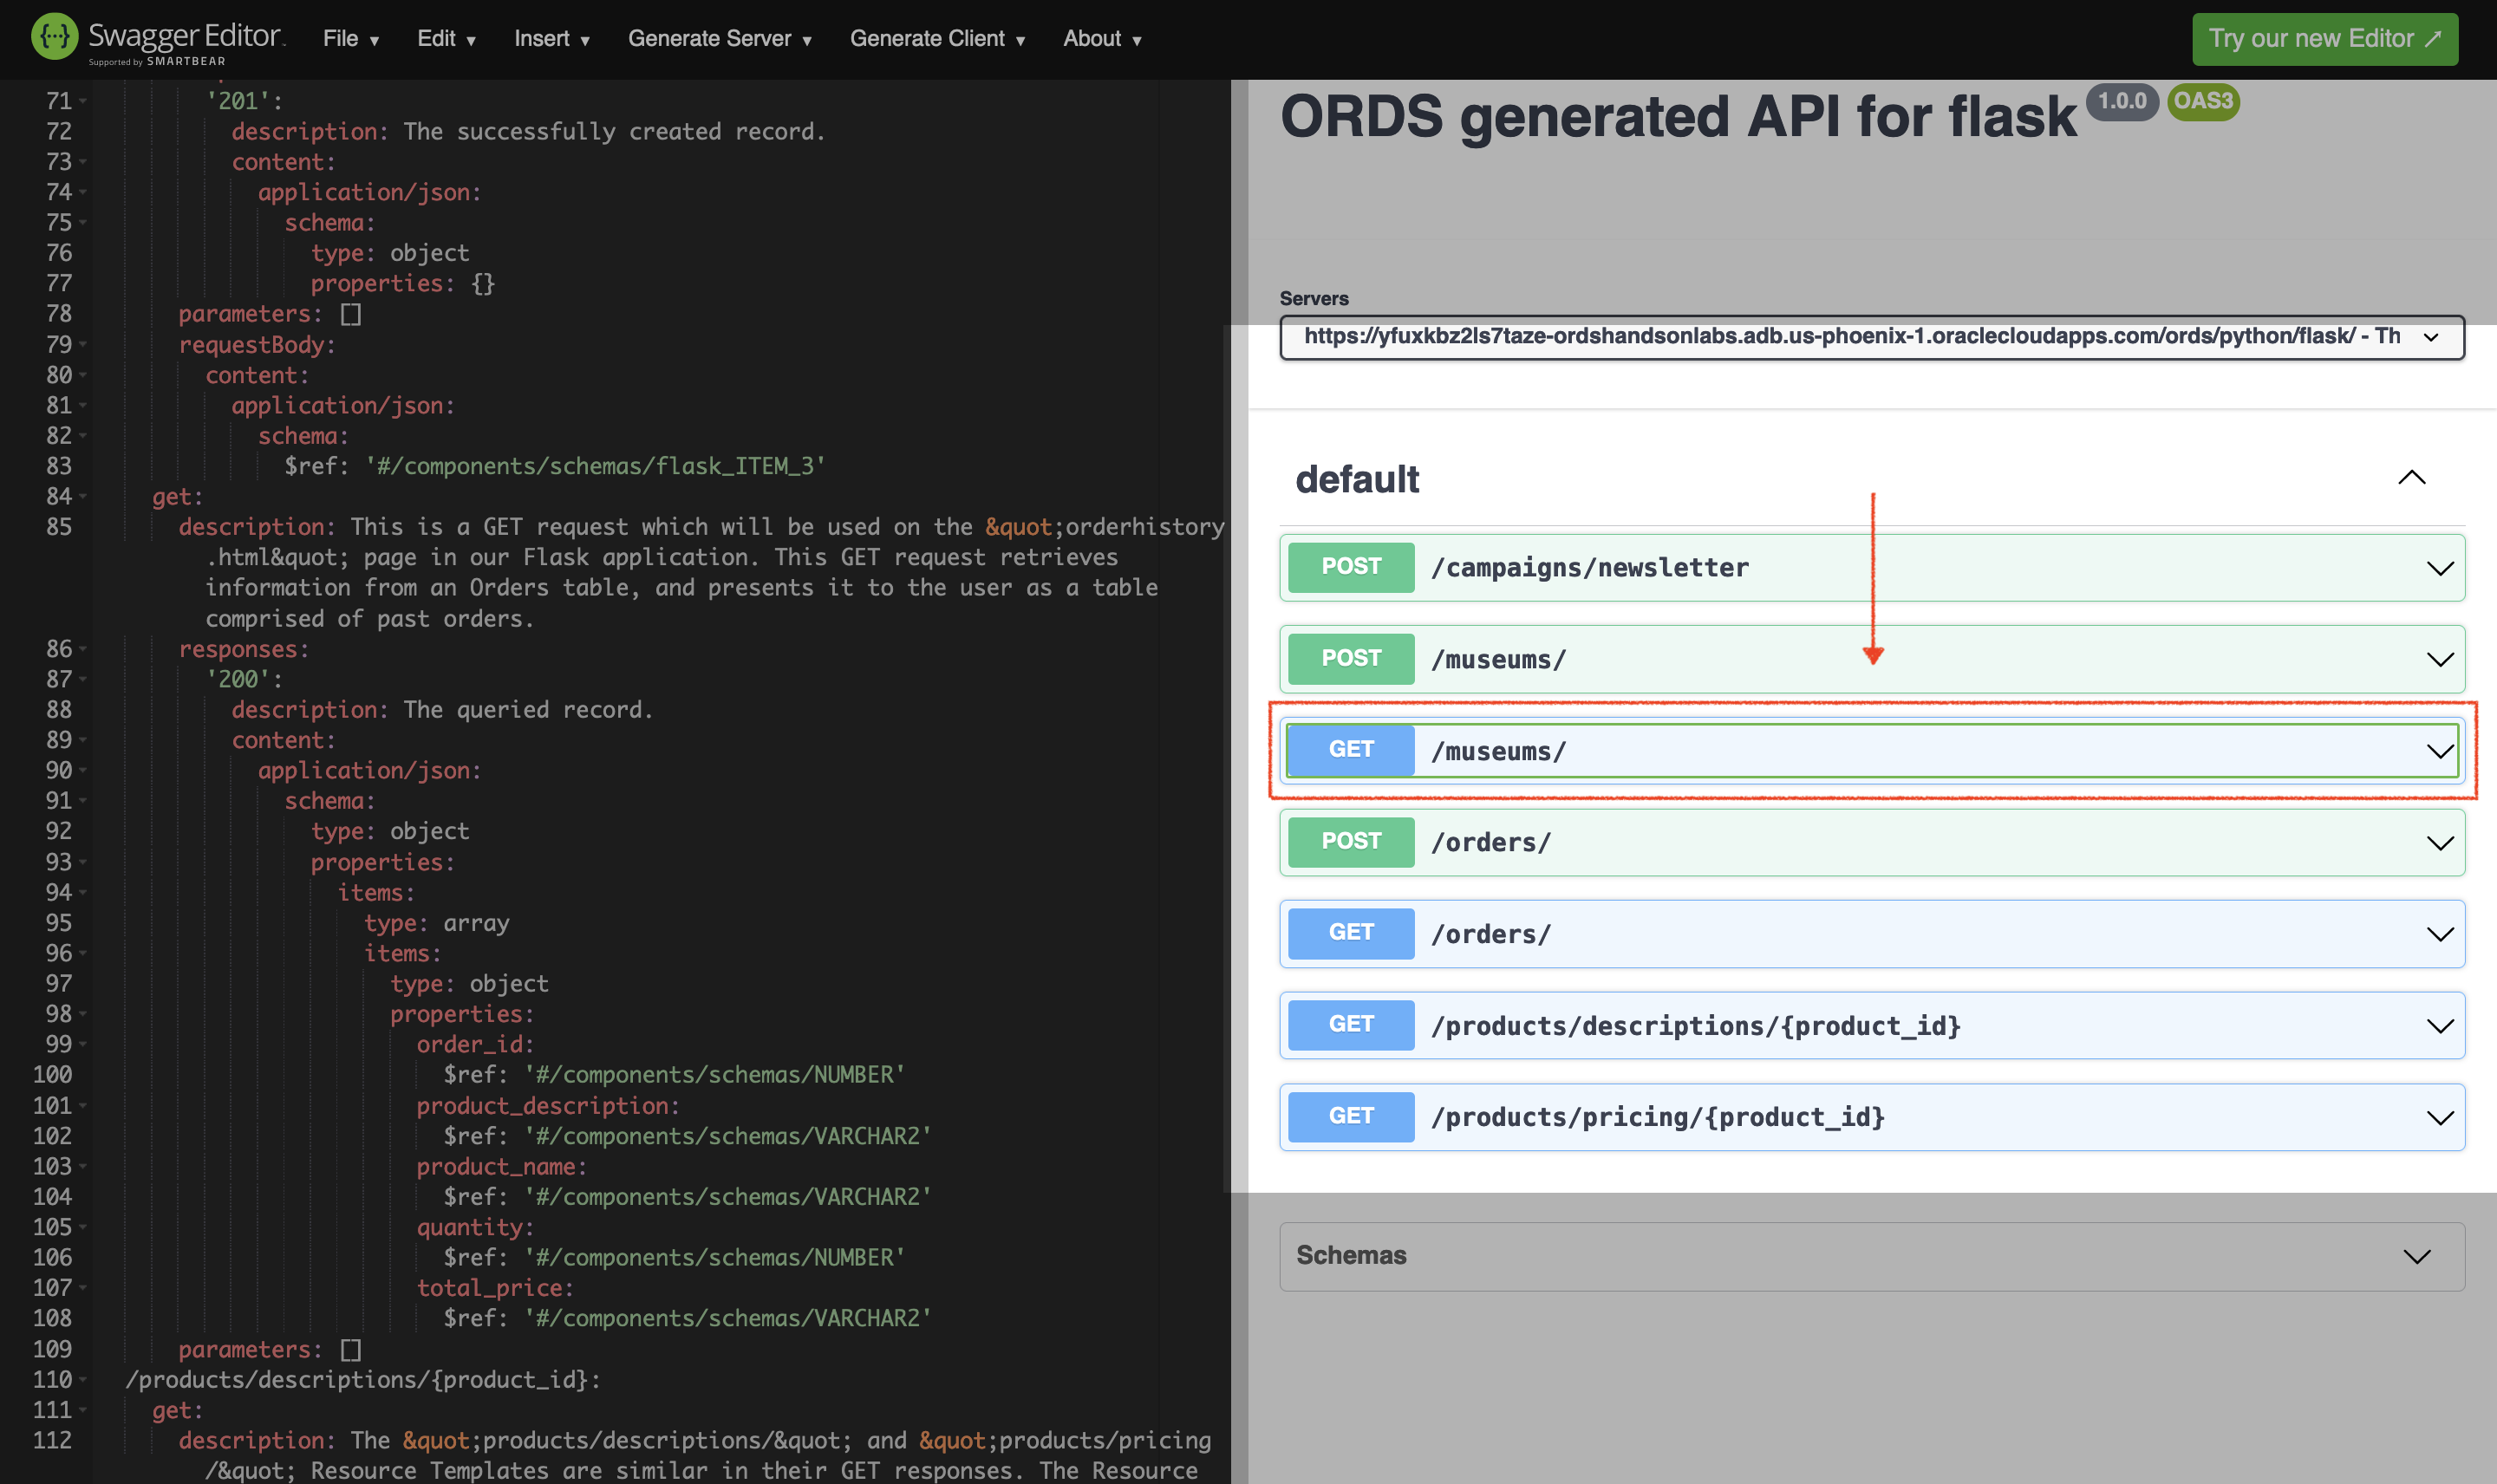 Swagger Editor
Supported by SMARTBEAR
File ▼
Edit ▼
Insert ▼
Generate Server ▼
Generate Client ▼
About ▼
Try our new Editor ↗
71 '201':
72 description: The successfully created record.
73 content:
74 application/json:
75 schema:
76 type: object
77 properties: {}
78 parameters: []
79 requestBody:
80 content:
81 application/json:
82 schema:
83 $ref: '#/components/schemas/flask_ITEM_3'
84 get:
85 description: This is a GET request which will be used on the &quot;orderhistory
.html&quot; page in our Flask application. This GET request retrieves
information from an Orders table, and presents it to the user as a table
comprised of past orders.
86 responses:
87 '200':
88 description: The queried record.
89 content:
90 application/json:
91 schema:
92 type: object
93 properties:
94 items:
95 type: array
96 items:
97 type: object
98 properties:
99 order_id:
100 $ref: '#/components/schemas/NUMBER'
101 product_description:
102 $ref: '#/components/schemas/VARCHAR2'
103 product_name:
104 $ref: '#/components/schemas/VARCHAR2'
105 quantity:
106 $ref: '#/components/schemas/NUMBER'
107 total_price:
108 $ref: '#/components/schemas/VARCHAR2'
109 parameters: []
110 /products/descriptions/{product_id}:
111 get:
112 description: The &quot;products/descriptions/&quot; and &quot;products/pricing
/&quot; Resource Templates are similar in their GET responses. The Resource
ORDS generated API for flask 1.0.0 OAS3
Servers
https://yfuxkbz2ls7taze-ordshandsonlabs.adb.us-phoenix-1.oraclecloudapps.com/ords/python/flask/ - Th
default
POST /campaigns/newsletter
POST /museums/
GET /museums/
POST /orders/
GET /orders/
GET /products/descriptions/{product_id}
GET /products/pricing/{product_id}
Schemas